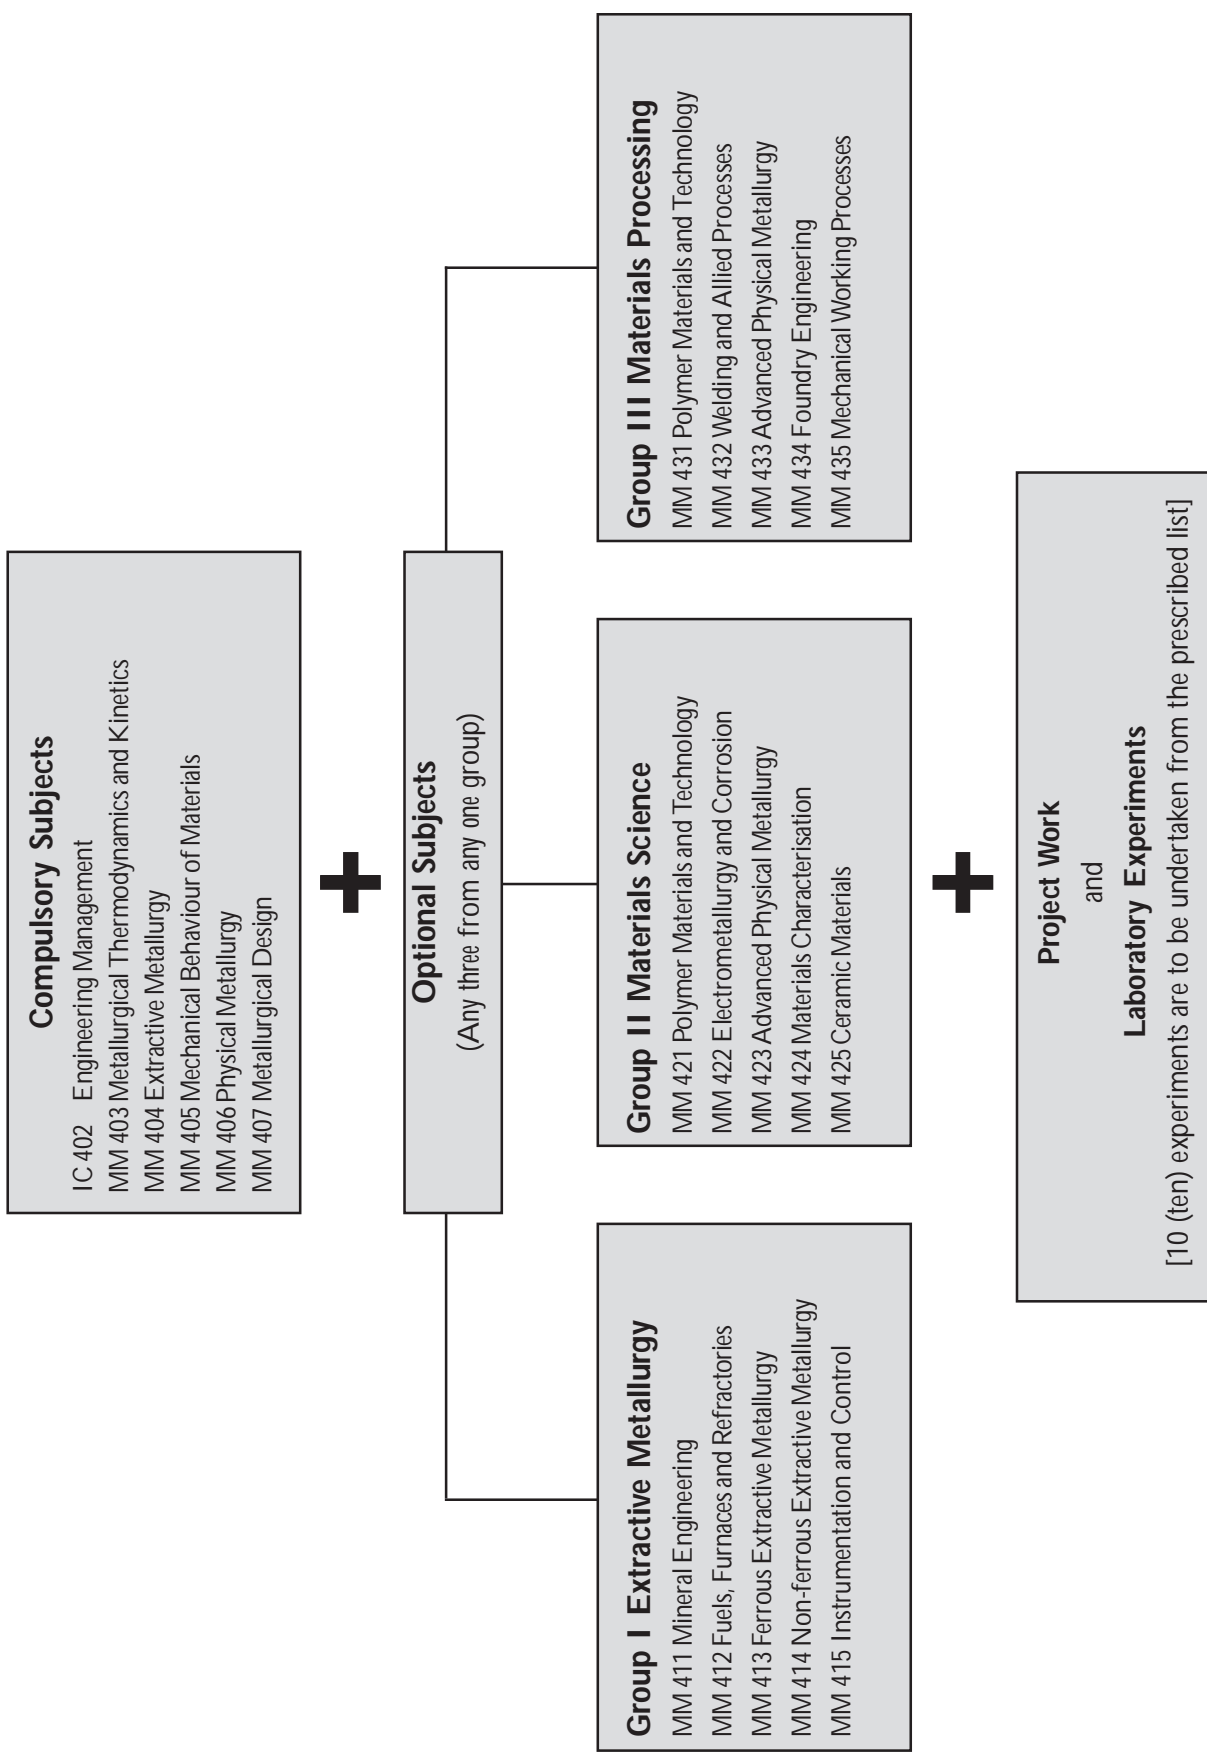 Compulsory Subjects
IC 402 Engineering Management
MM 403 Metallurgical Thermodynamics and Kinetics
MM 404 Extractive Metallurgy
MM 405 Mechanical Behaviour of Materials
MM 406 Physical Metallurgy
MM 407 Metallurgical Design
+
Optional Subjects
(Any three from any one group)
Group I Extractive Metallurgy
MM 411 Mineral Engineering
MM 412 Fuels, Furnaces and Refractories
MM 413 Ferrous Extractive Metallurgy
MM 414 Non-ferrous Extractive Metallurgy
MM 415 Instrumentation and Control
Group II Materials Science
MM 421 Polymer Materials and Technology
MM 422 Electrometallurgy and Corrosion
MM 423 Advanced Physical Metallurgy
MM 424 Materials Characterisation
MM 425 Ceramic Materials
Group III Materials Processing
MM 431 Polymer Materials and Technology
MM 432 Welding and Allied Processes
MM 433 Advanced Physical Metallurgy
MM 434 Foundry Engineering
MM 435 Mechanical Working Processes
+
Project Work
and
Laboratory Experiments
[10 (ten) experiments are to be undertaken from the prescribed list]